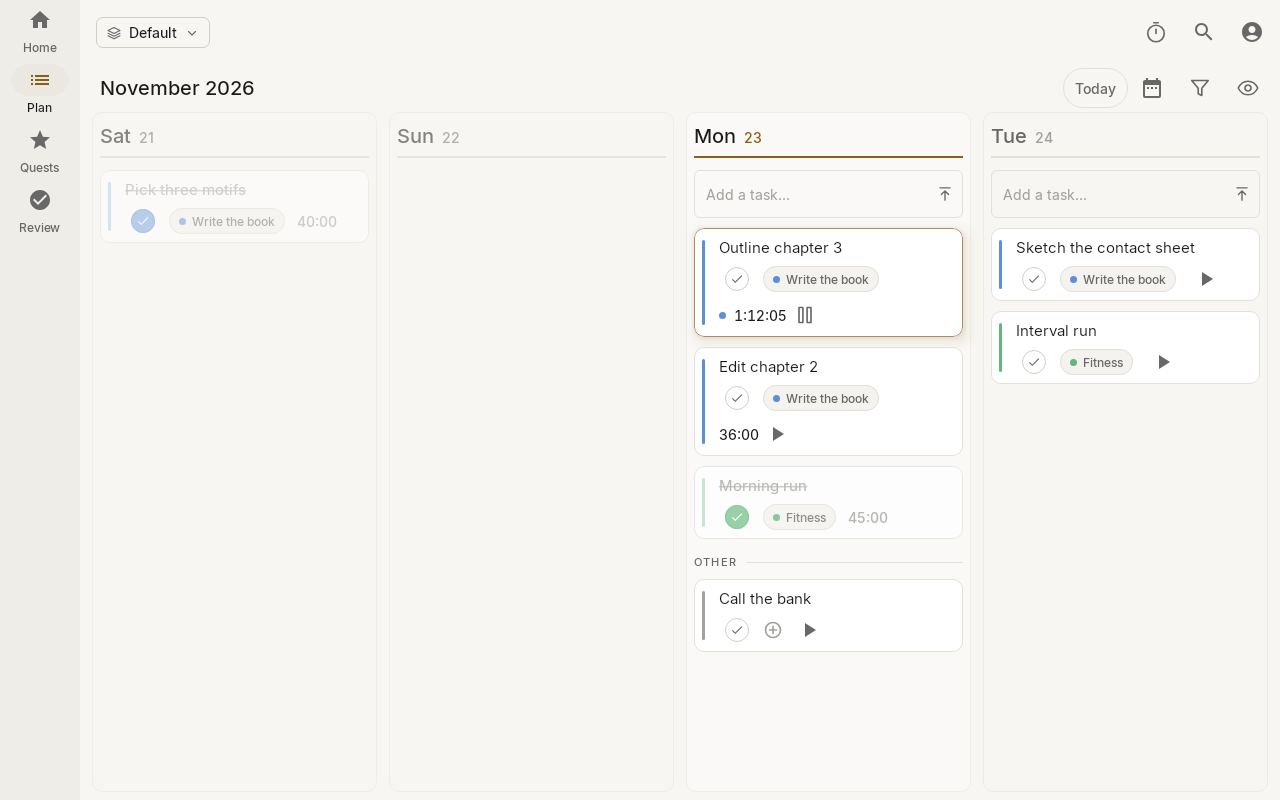 Home
Plan
Quests
Review
Default
November 2026
Today
Sat 21
Pick three motifs
Write the book 40:00
Sun 22
Mon 23
Add a task...
Outline chapter 3
Write the book
1:12:05
Edit chapter 2
Write the book
36:00
Morning run
Fitness 45:00
OTHER
Call the bank
Tue 24
Add a task...
Sketch the contact sheet
Write the book
Interval run
Fitness